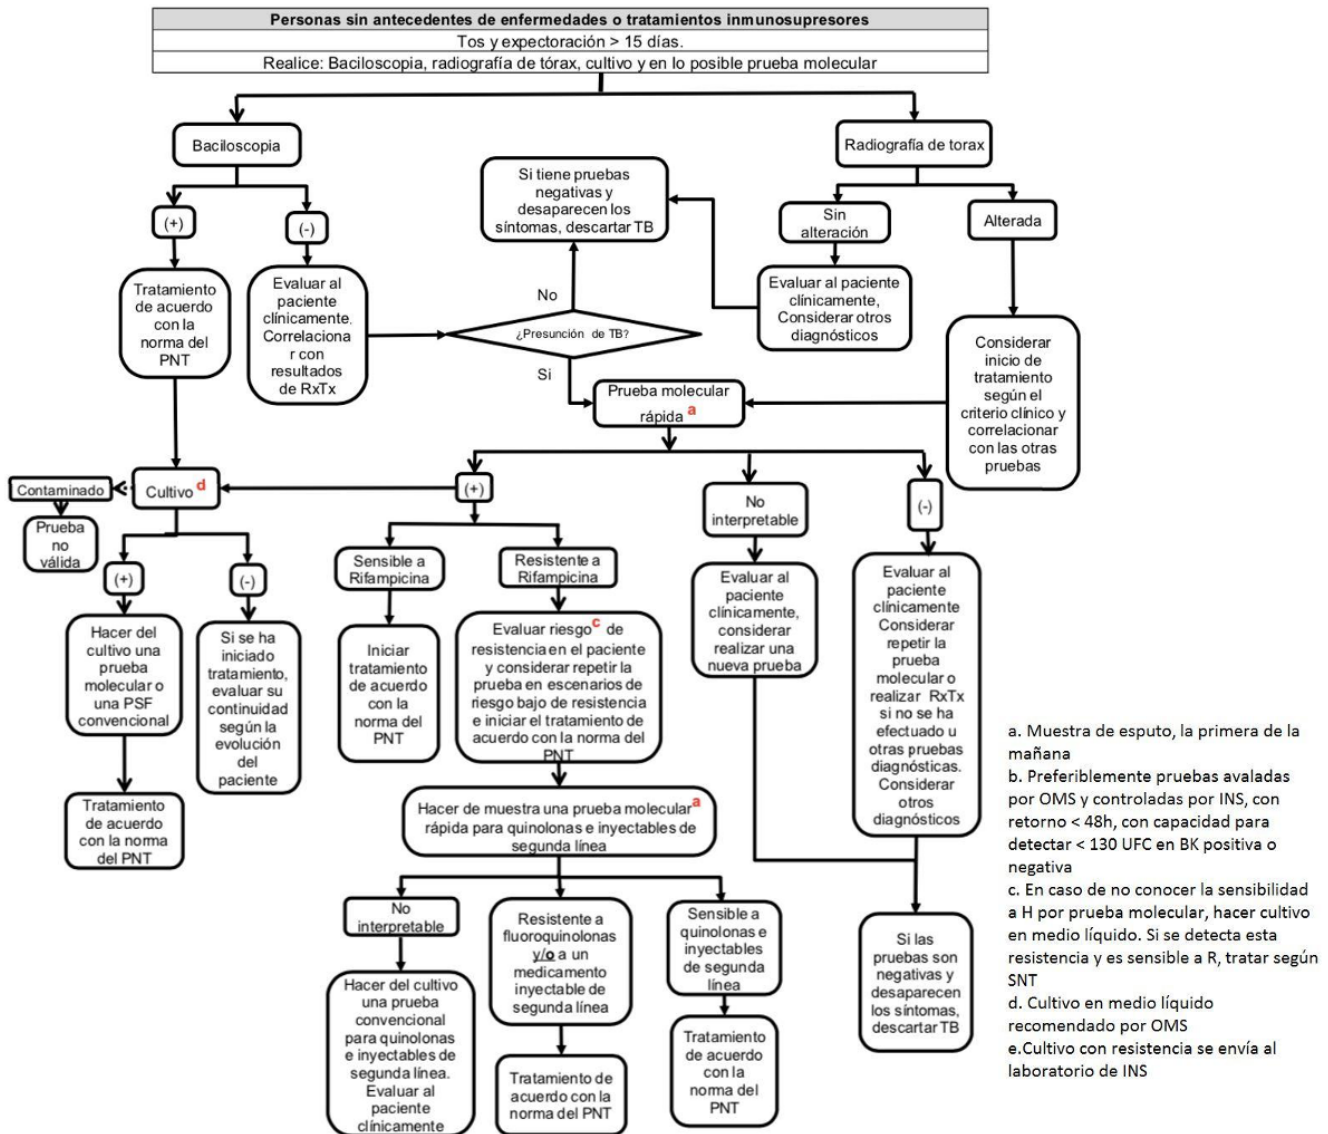 Personas sin antecedentes de enfermedades o tratamientos inmunosupresores
Tos y expectoración > 15 días.
Realice: Baciloscopia, radiografía de tórax, cultivo y en lo posible prueba molecular
Baciloscopia
Radiografía de torax
(+)
(-)
Si tiene pruebas
negativas y
desaparecen los
síntomas, descartar TB
Sin
alteración
Alterada
Tratamiento
de acuerdo
con la
norma del
PNT
Evaluar al
paciente
clínicamente.
Correlaciona
r con
resultados
de RxTx
No
¿Presunción de TB?
Si
Evaluar al paciente
clínicamente,
Considerar otros
diagnósticos
Considerar
inicio de
tratamiento
según el
criterio clínico y
correlacionar
con las otras
pruebas
Prueba molecular
rápida a
Contaminado
Cultivo d
(+)
No
interpretable
(-)
Prueba
no
válida
(+)
(-)
Sensible a
Rifampicina
Resistente a
Rifampicina
Hacer del
cultivo una
prueba
molecular o
una PSF
convencional
Si se ha
iniciado
tratamiento,
evaluar su
continuidad
según la
evolución
del
paciente
Iniciar
tratamiento
de acuerdo
con la
norma del
PNT
Evaluar riesgo c de
resistencia en el paciente
y considerar repetir la
prueba en escenarios de
riesgo bajo de resistencia
e iniciar el tratamiento de
acuerdo con la norma del
PNT
Evaluar al
paciente
clínicamente,
considerar
realizar una
nueva prueba
Evaluar al
paciente
clínicamente
Considerar
repetir la
prueba
molecular o
realizar RxTx
si no se ha
efectuado u
otras pruebas
diagnósticas.
Considerar
otros
diagnósticos
Tratamiento
de acuerdo
con la norma
del PNT
Hacer de muestra una prueba molecular a
rápida para quinolonas e inyectables de
segunda línea
No
interpretable
Resistente a
fluoroquinolonas
y/o a un
medicamento
inyectable de
segunda línea
Sensible a
quinolonas e
inyectables
de segunda
línea
Si las
pruebas son
negativas y
desaparecen
los síntomas,
descartar TB
Hacer del cultivo
una prueba
convencional
para quinolonas
e inyectables de
segunda línea.
Evaluar al
paciente
clínicamente
Tratamiento de
acuerdo con la
norma del PNT
Tratamiento
de acuerdo
con la
norma del
PNT
a. Muestra de esputo, la primera de la
mañana
b. Preferiblemente pruebas avaladas
por OMS y controladas por INS, con
retorno < 48h, con capacidad para
detectar < 130 UFC en BK positiva o
negativa
c. En caso de no conocer la sensibilidad
a H por prueba molecular, hacer cultivo
en medio líquido. Si se detecta esta
resistencia y es sensible a R, tratar según
SNT
d. Cultivo en medio líquido
recomendado por OMS
e.Cultivo con resistencia se envía al
laboratorio de INS